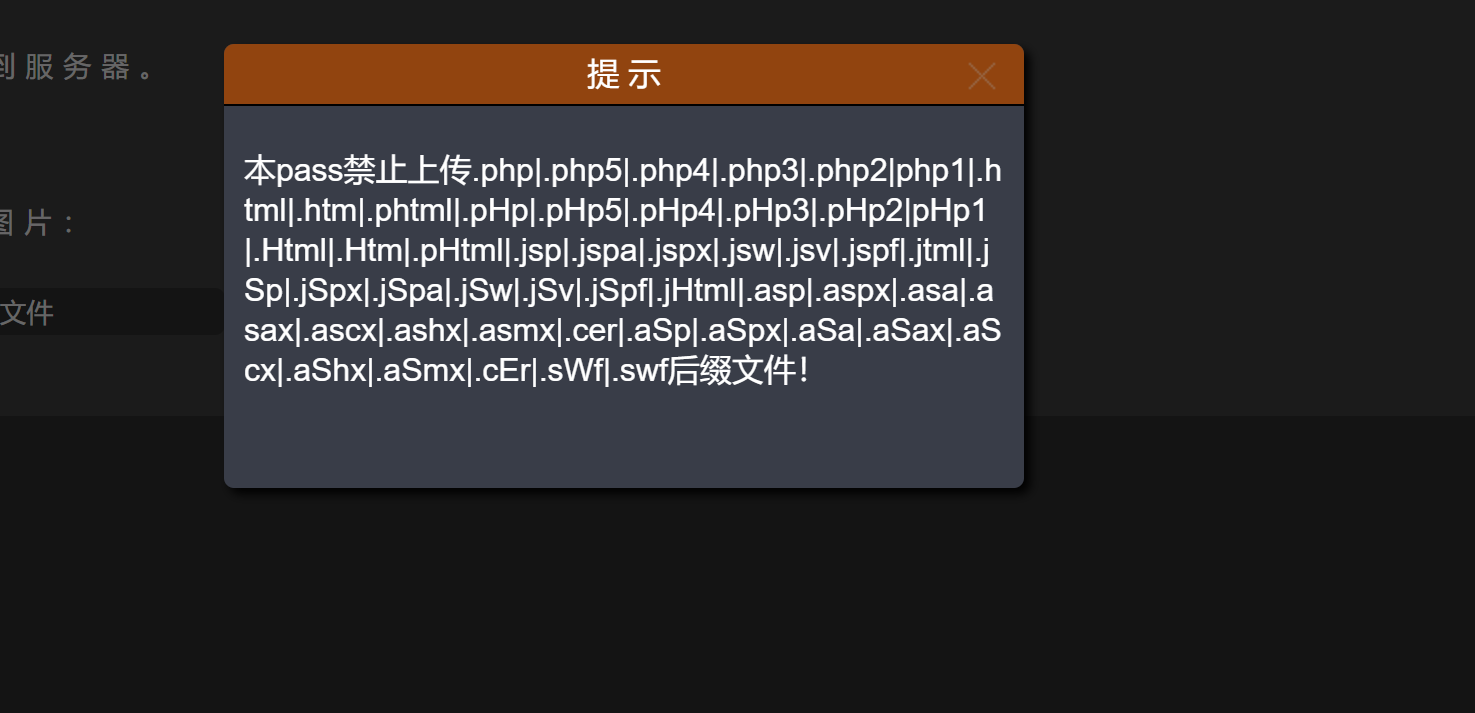 到服务器。
提示
本pass禁止上传.php|.php5|.php4|.php3|.php2|php1|.h
tml|.htm|.phtml|.pHp|.pHp5|.pHp4|.pHp3|.pHp2|pHp1
|.Html|.Htm|.pHtml|.jsp|.jspa|.jspx|.jsw|.jsv|.jspf|.jtml|.j
Sp|.jSpx|.jSpa|.jSw|.jSv|.jSpf|.jHtml|.asp|.aspx|.asa|.a
sax|.ascx|.ashx|.asmx|.cer|.aSp|.aSpx|.aSa|.aSax|.aS
cx|.aShx|.aSmx|.cEr|.sWf|.swf后缀文件！
图片：
文件